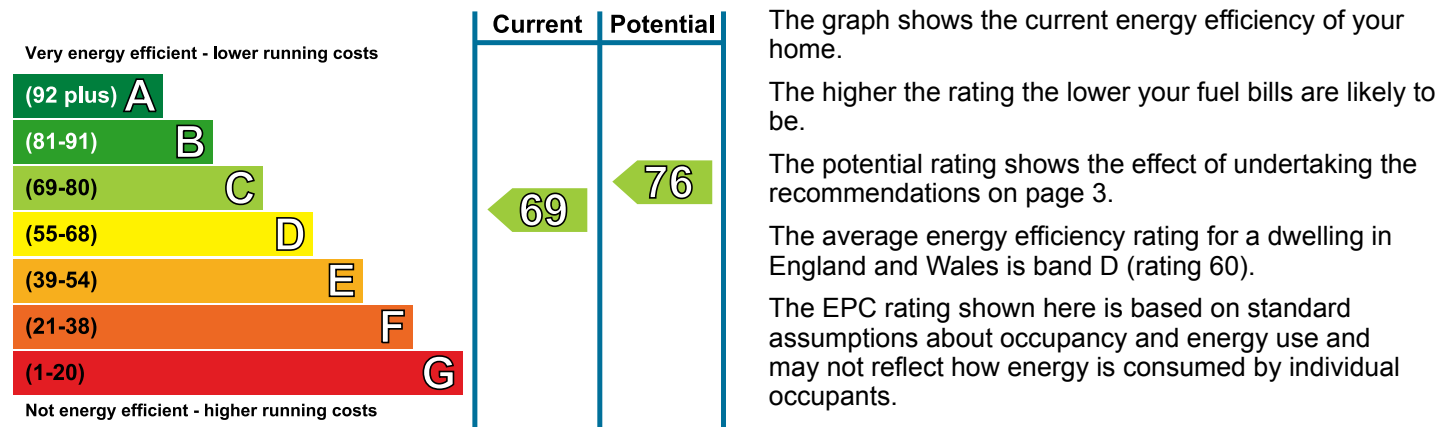 Current Potential
Very energy efficient - lower running costs
(92 plus) A
(81-91) B
(69-80) C
(55-68) D
(39-54) E
(21-38) F
(1-20) G
Not energy efficient - higher running costs
69
76
The graph shows the current energy efficiency of your
home.
The higher the rating the lower your fuel bills are likely to
be.
The potential rating shows the effect of undertaking the
recommendations on page 3.
The average energy efficiency rating for a dwelling in
England and Wales is band D (rating 60).
The EPC rating shown here is based on standard
assumptions about occupancy and energy use and
may not reflect how energy is consumed by individual
occupants.